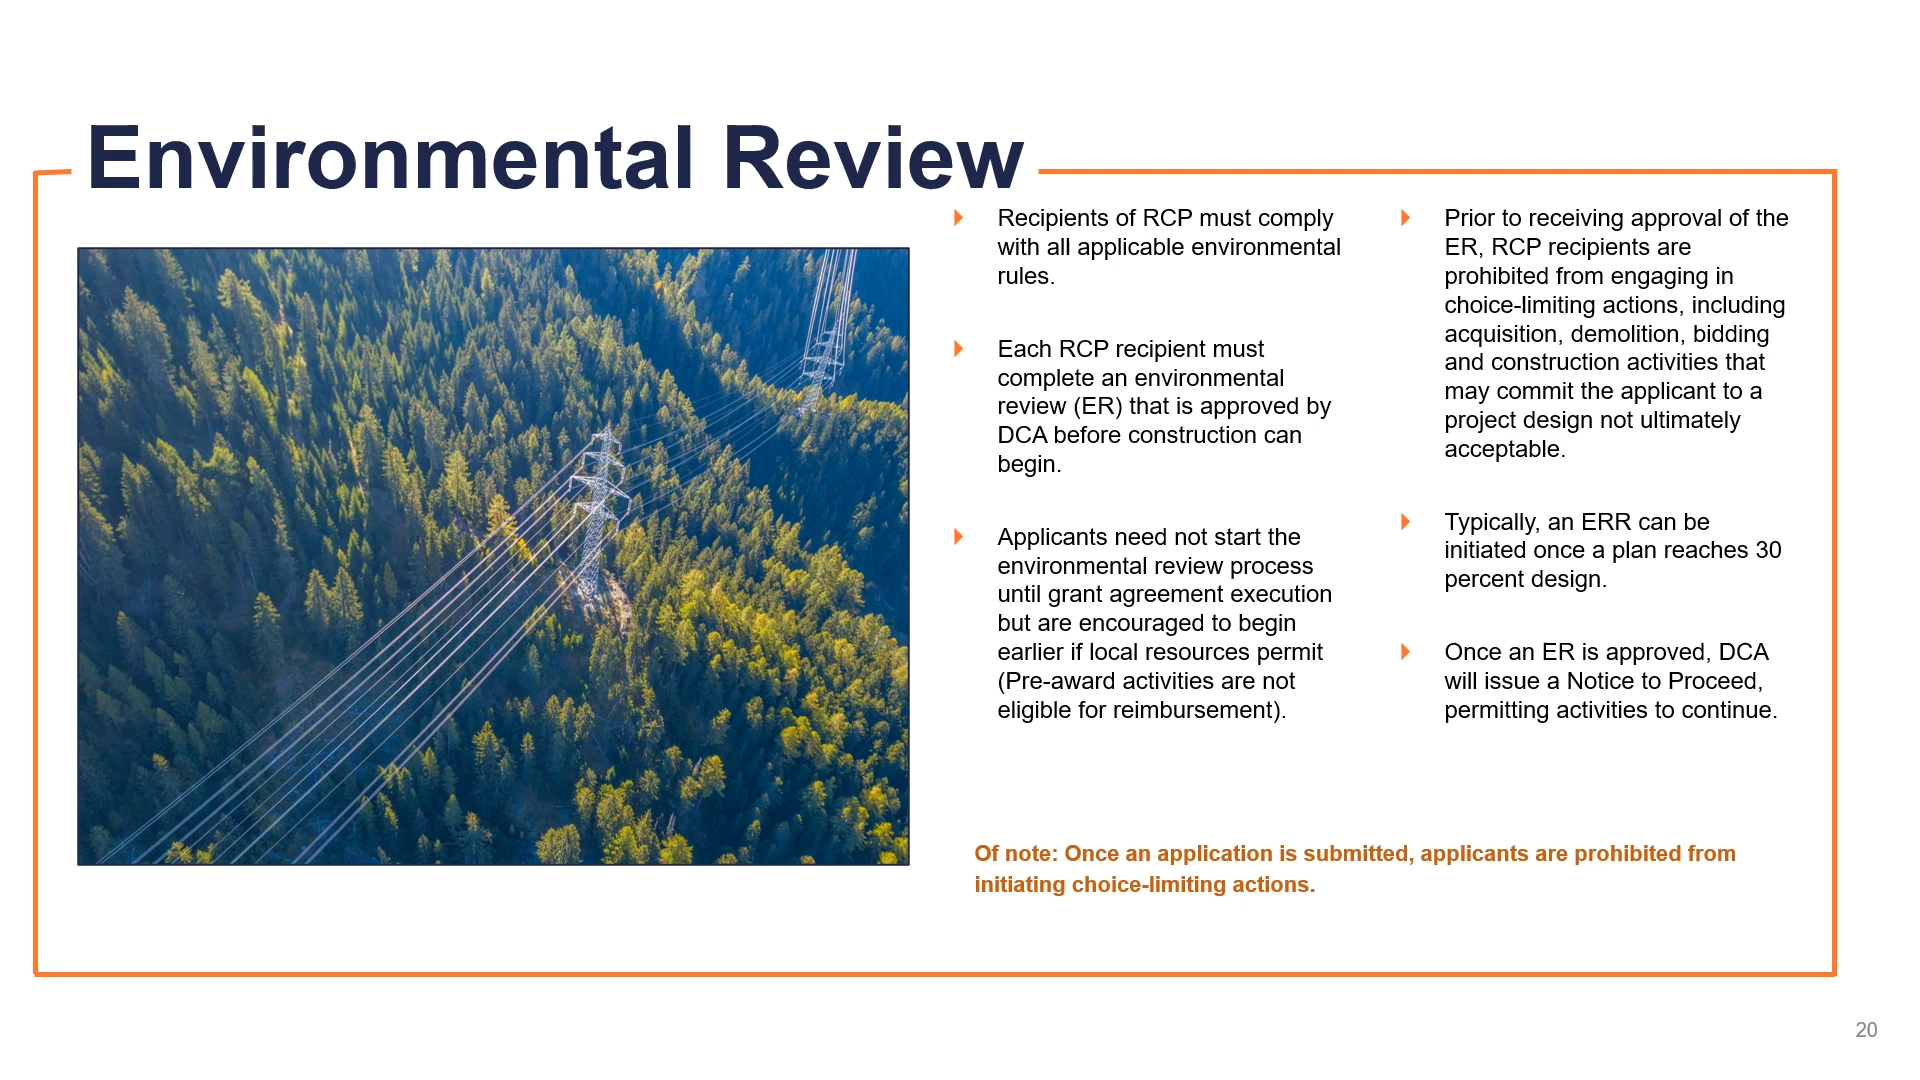 Environmental Review
Recipients of RCP must comply
with all applicable environmental
rules.
Each RCP recipient must
complete an environmental
review (ER) that is approved by
DCA before construction can
begin.
Applicants need not start the
environmental review process
until grant agreement execution
but are encouraged to begin
earlier if local resources permit
(Pre-award activities are not
eligible for reimbursement).
Prior to receiving approval of the
ER, RCP recipients are
prohibited from engaging in
choice-limiting actions, including
acquisition, demolition, bidding
and construction activities that
may commit the applicant to a
project design not ultimately
acceptable.
Typically, an ERR can be
initiated once a plan reaches 30
percent design.
Once an ER is approved, DCA
will issue a Notice to Proceed,
permitting activities to continue.
Of note: Once an application is submitted, applicants are prohibited from
initiating choice-limiting actions.
20